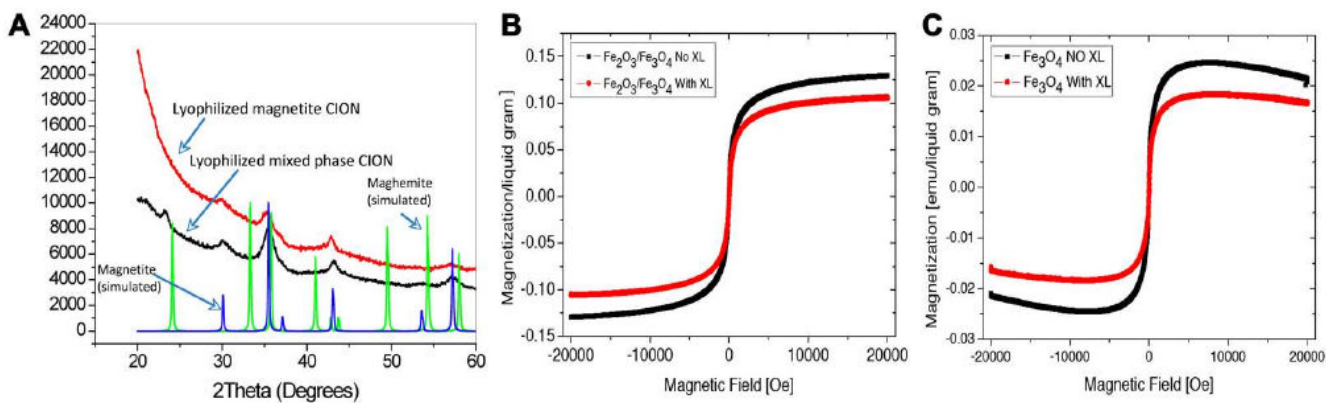 A
24000
22000
20000
18000
16000
14000
12000
10000
8000
6000
4000
2000
0
Lyophilized magnetite CION
Lyophilized mixed phase CION
Maghemite
(simulated)
Magnetite
(simulated)
20
30
40
50
60
2Theta (Degrees)
B
Magnetization/liquid gram]
0.15
0.10
0.05
0.00
-0.05
-0.10
-0.15
Fe2O3/Fe3O4 No XL
Fe2O3/Fe3O4 With XL
-20000
-10000
0
10000
20000
Magnetic Field [Oe]
C
Magnetization [emu/liquid gram]
0.03
0.02
0.01
0.00
-0.01
-0.02
-0.03
Fe3O4 NO XL
Fe3O4 With XL
-20000
-10000
0
10000
20000
Magnetic Field [Oe]